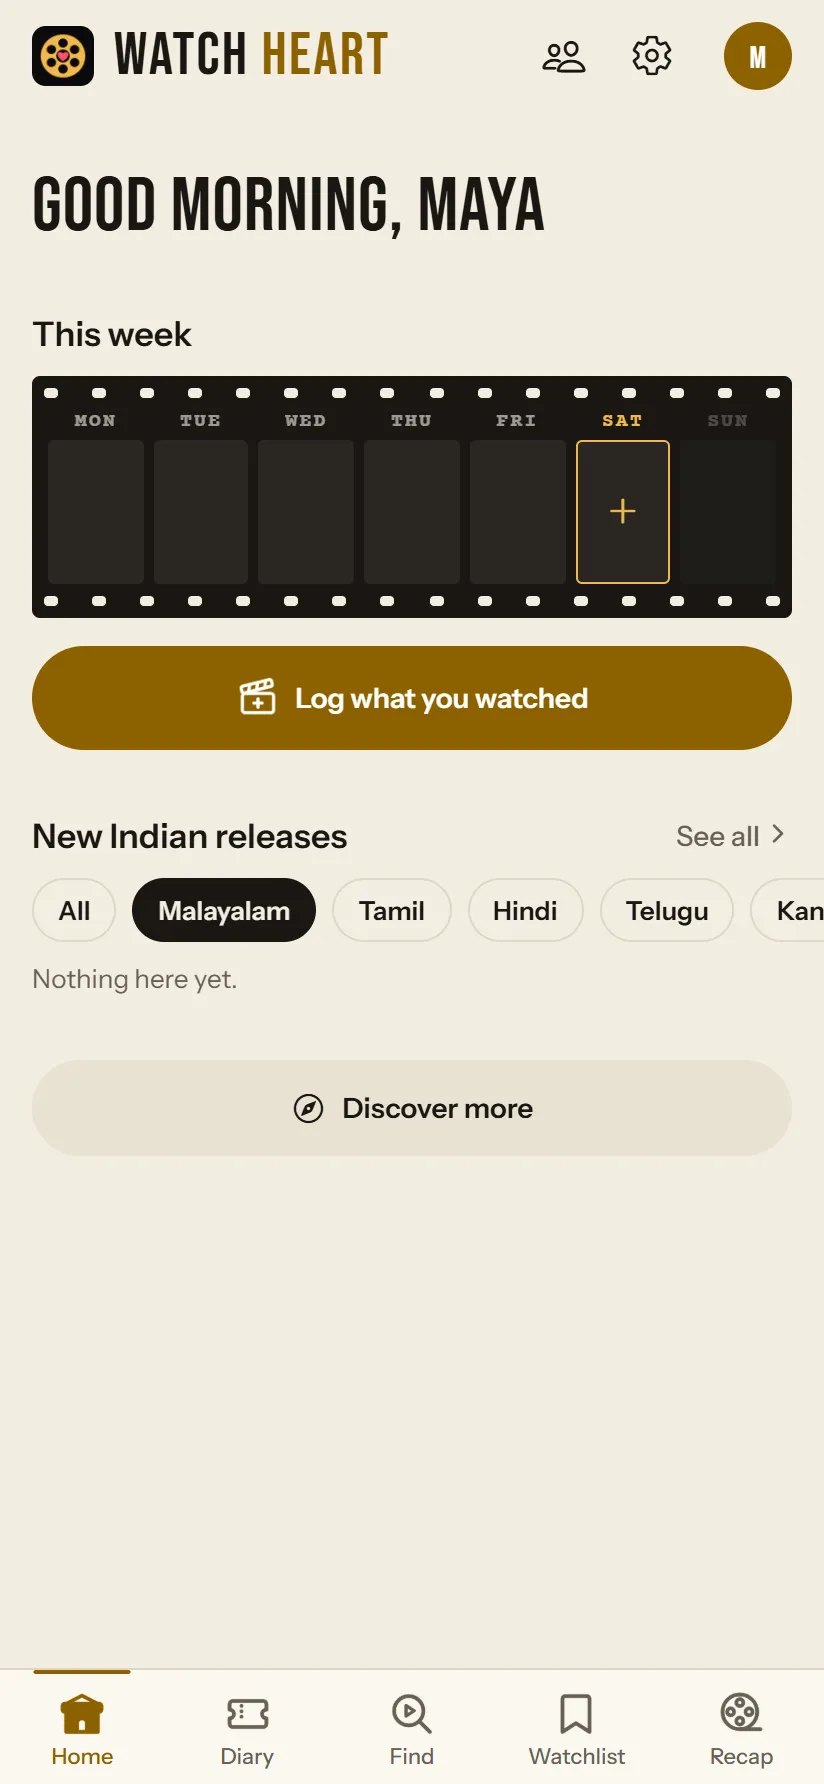 WATCH HEART
M
GOOD MORNING, MAYA
This week
MON TUE WED THU FRI SAT SUN
Log what you watched
New Indian releases See all
All Malayalam Tamil Hindi Telugu Kan
Nothing here yet.
Discover more
Home Diary Find Watchlist Recap